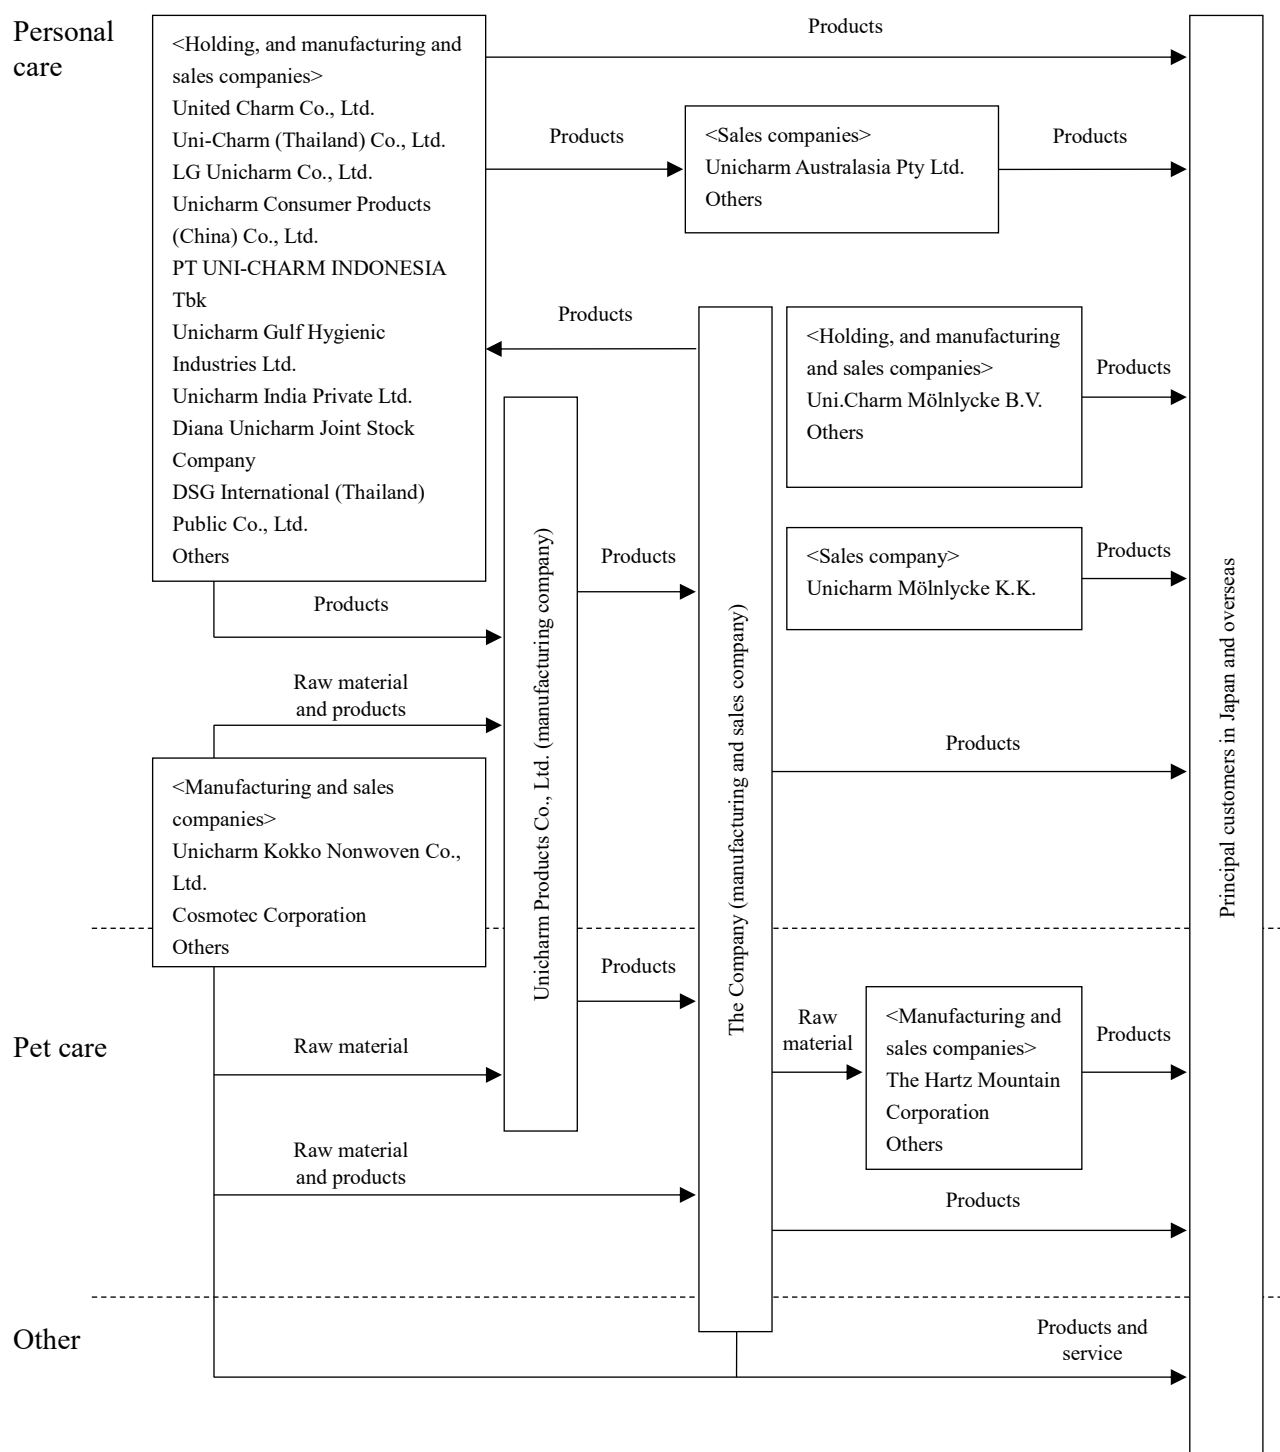 Personal
care
<Holding, and manufacturing and
sales companies>
United Charm Co., Ltd.
Uni-Charm (Thailand) Co., Ltd.
LG Unicharm Co., Ltd.
Unicharm Consumer Products
(China) Co., Ltd.
PT UNI-CHARM INDONESIA
Tbk
Unicharm Gulf Hygienic
Industries Ltd.
Unicharm India Private Ltd.
Diana Unicharm Joint Stock
Company
DSG International (Thailand)
Public Co., Ltd.
Others
Products
Products
<Sales companies>
Unicharm Australasia Pty Ltd.
Others
Products
Products
<Holding, and manufacturing
and sales companies>
Uni.Charm Mölnlycke B.V.
Others
Products
Products
<Sales company>
Unicharm Mölnlycke K.K.
Products
Products
Raw material
and products
Products
<Manufacturing and sales
companies>
Unicharm Kokko Nonwoven Co.,
Ltd.
Cosmotec Corporation
Others
Unicharm Products Co., Ltd. (manufacturing company)
The Company (manufacturing and sales company)
Principal customers in Japan and overseas
Pet care
Products
Raw material
Raw
material
<Manufacturing and
sales companies>
The Hartz Mountain
Corporation
Others
Products
Raw material
and products
Products
Other
Products and
service